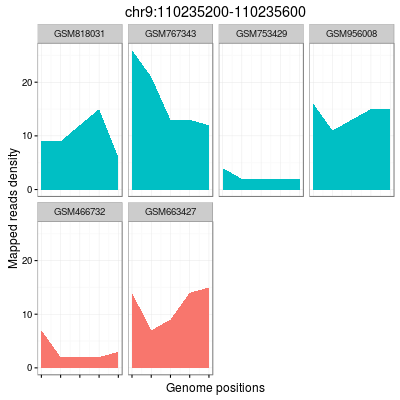 chr9:110235200-110235600
GSM818031 GSM767343 GSM753429 GSM956008
20
10
0
GSM466732 GSM663427
20
10
0
Mapped reads density
Genome positions